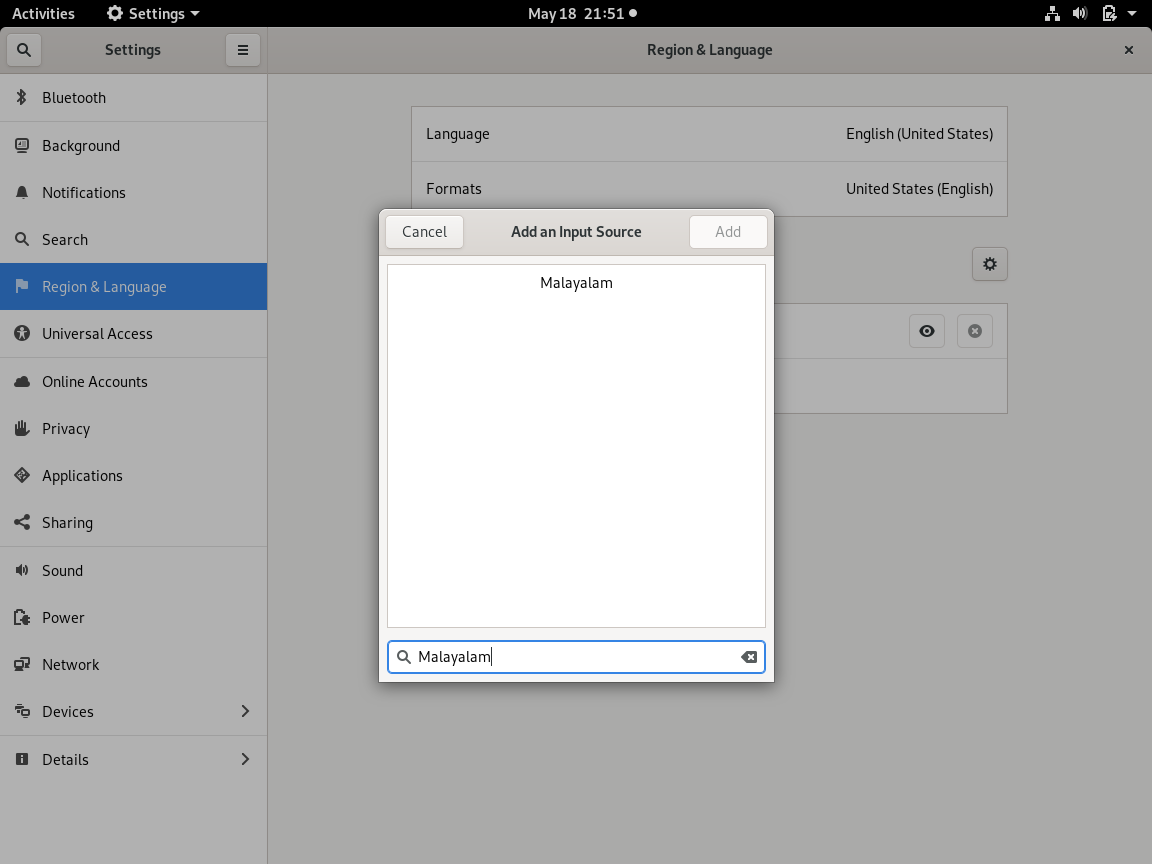 Activities
Settings
May 18 21:51
Settings
Region & Language
Bluetooth
Background
Notifications
Search
Region & Language
Universal Access
Online Accounts
Privacy
Applications
Sharing
Sound
Power
Network
Devices
Details
Language
English (United States)
Formats
United States (English)
Cancel
Add an Input Source
Add
Malayalam
Malayalam